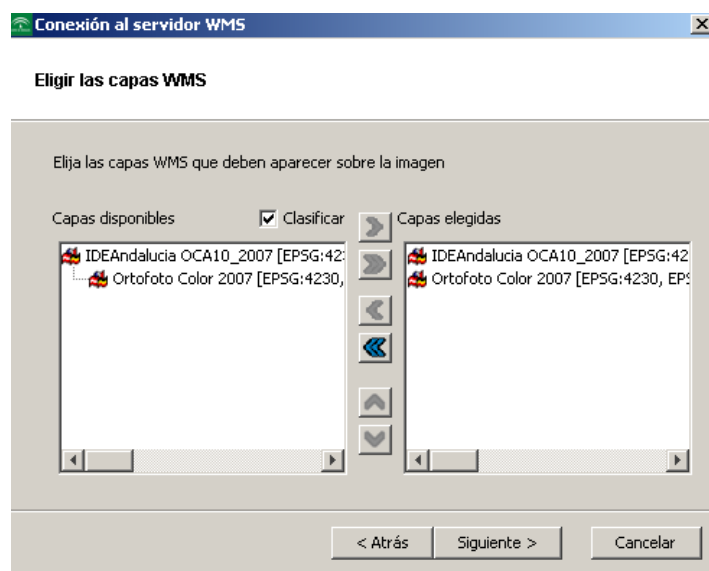 Conexión al servidor WMS
Eligir las capas WMS
Elija las capas WMS que deben aparecer sobre la imagen
Capas disponibles
Clasificar
Capas elegidas
IDEAndalucia OCA10_2007 [EPSG:42
Ortofoto Color 2007 [EPSG:4230,
IDEAndalucia OCA10_2007 [EPSG:42
Ortofoto Color 2007 [EPSG:4230, EPS
< Atrás
Siguiente >
Cancelar